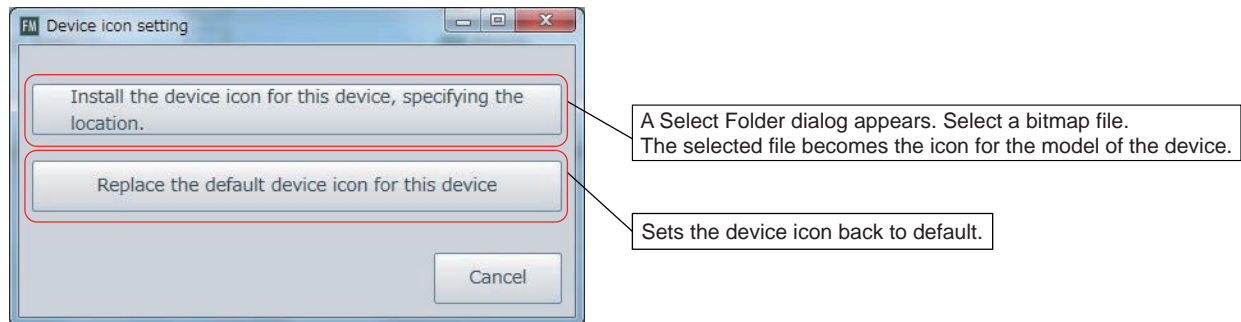 FM Device icon setting
Install the device icon for this device, specifying the
location.
Replace the default device icon for this device
Cancel
A Select Folder dialog appears. Select a bitmap file.
The selected file becomes the icon for the model of the device.
Sets the device icon back to default.